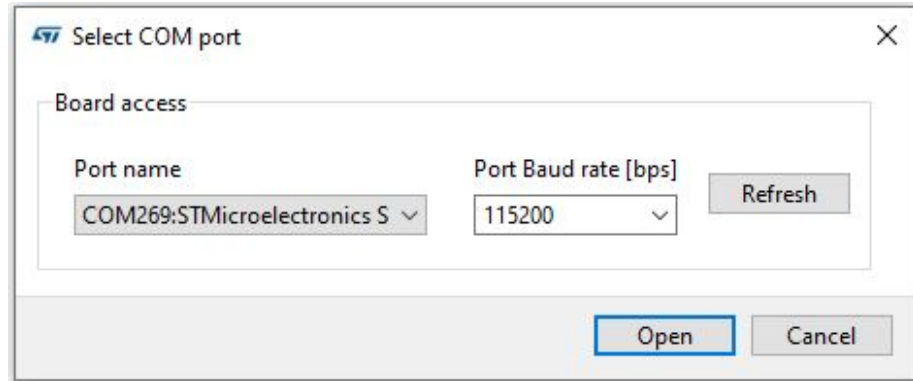 Select COM port
Board access
Port name
Port Baud rate [bps]
COM269:STMicroelectronics S
115200
Refresh
Open
Cancel